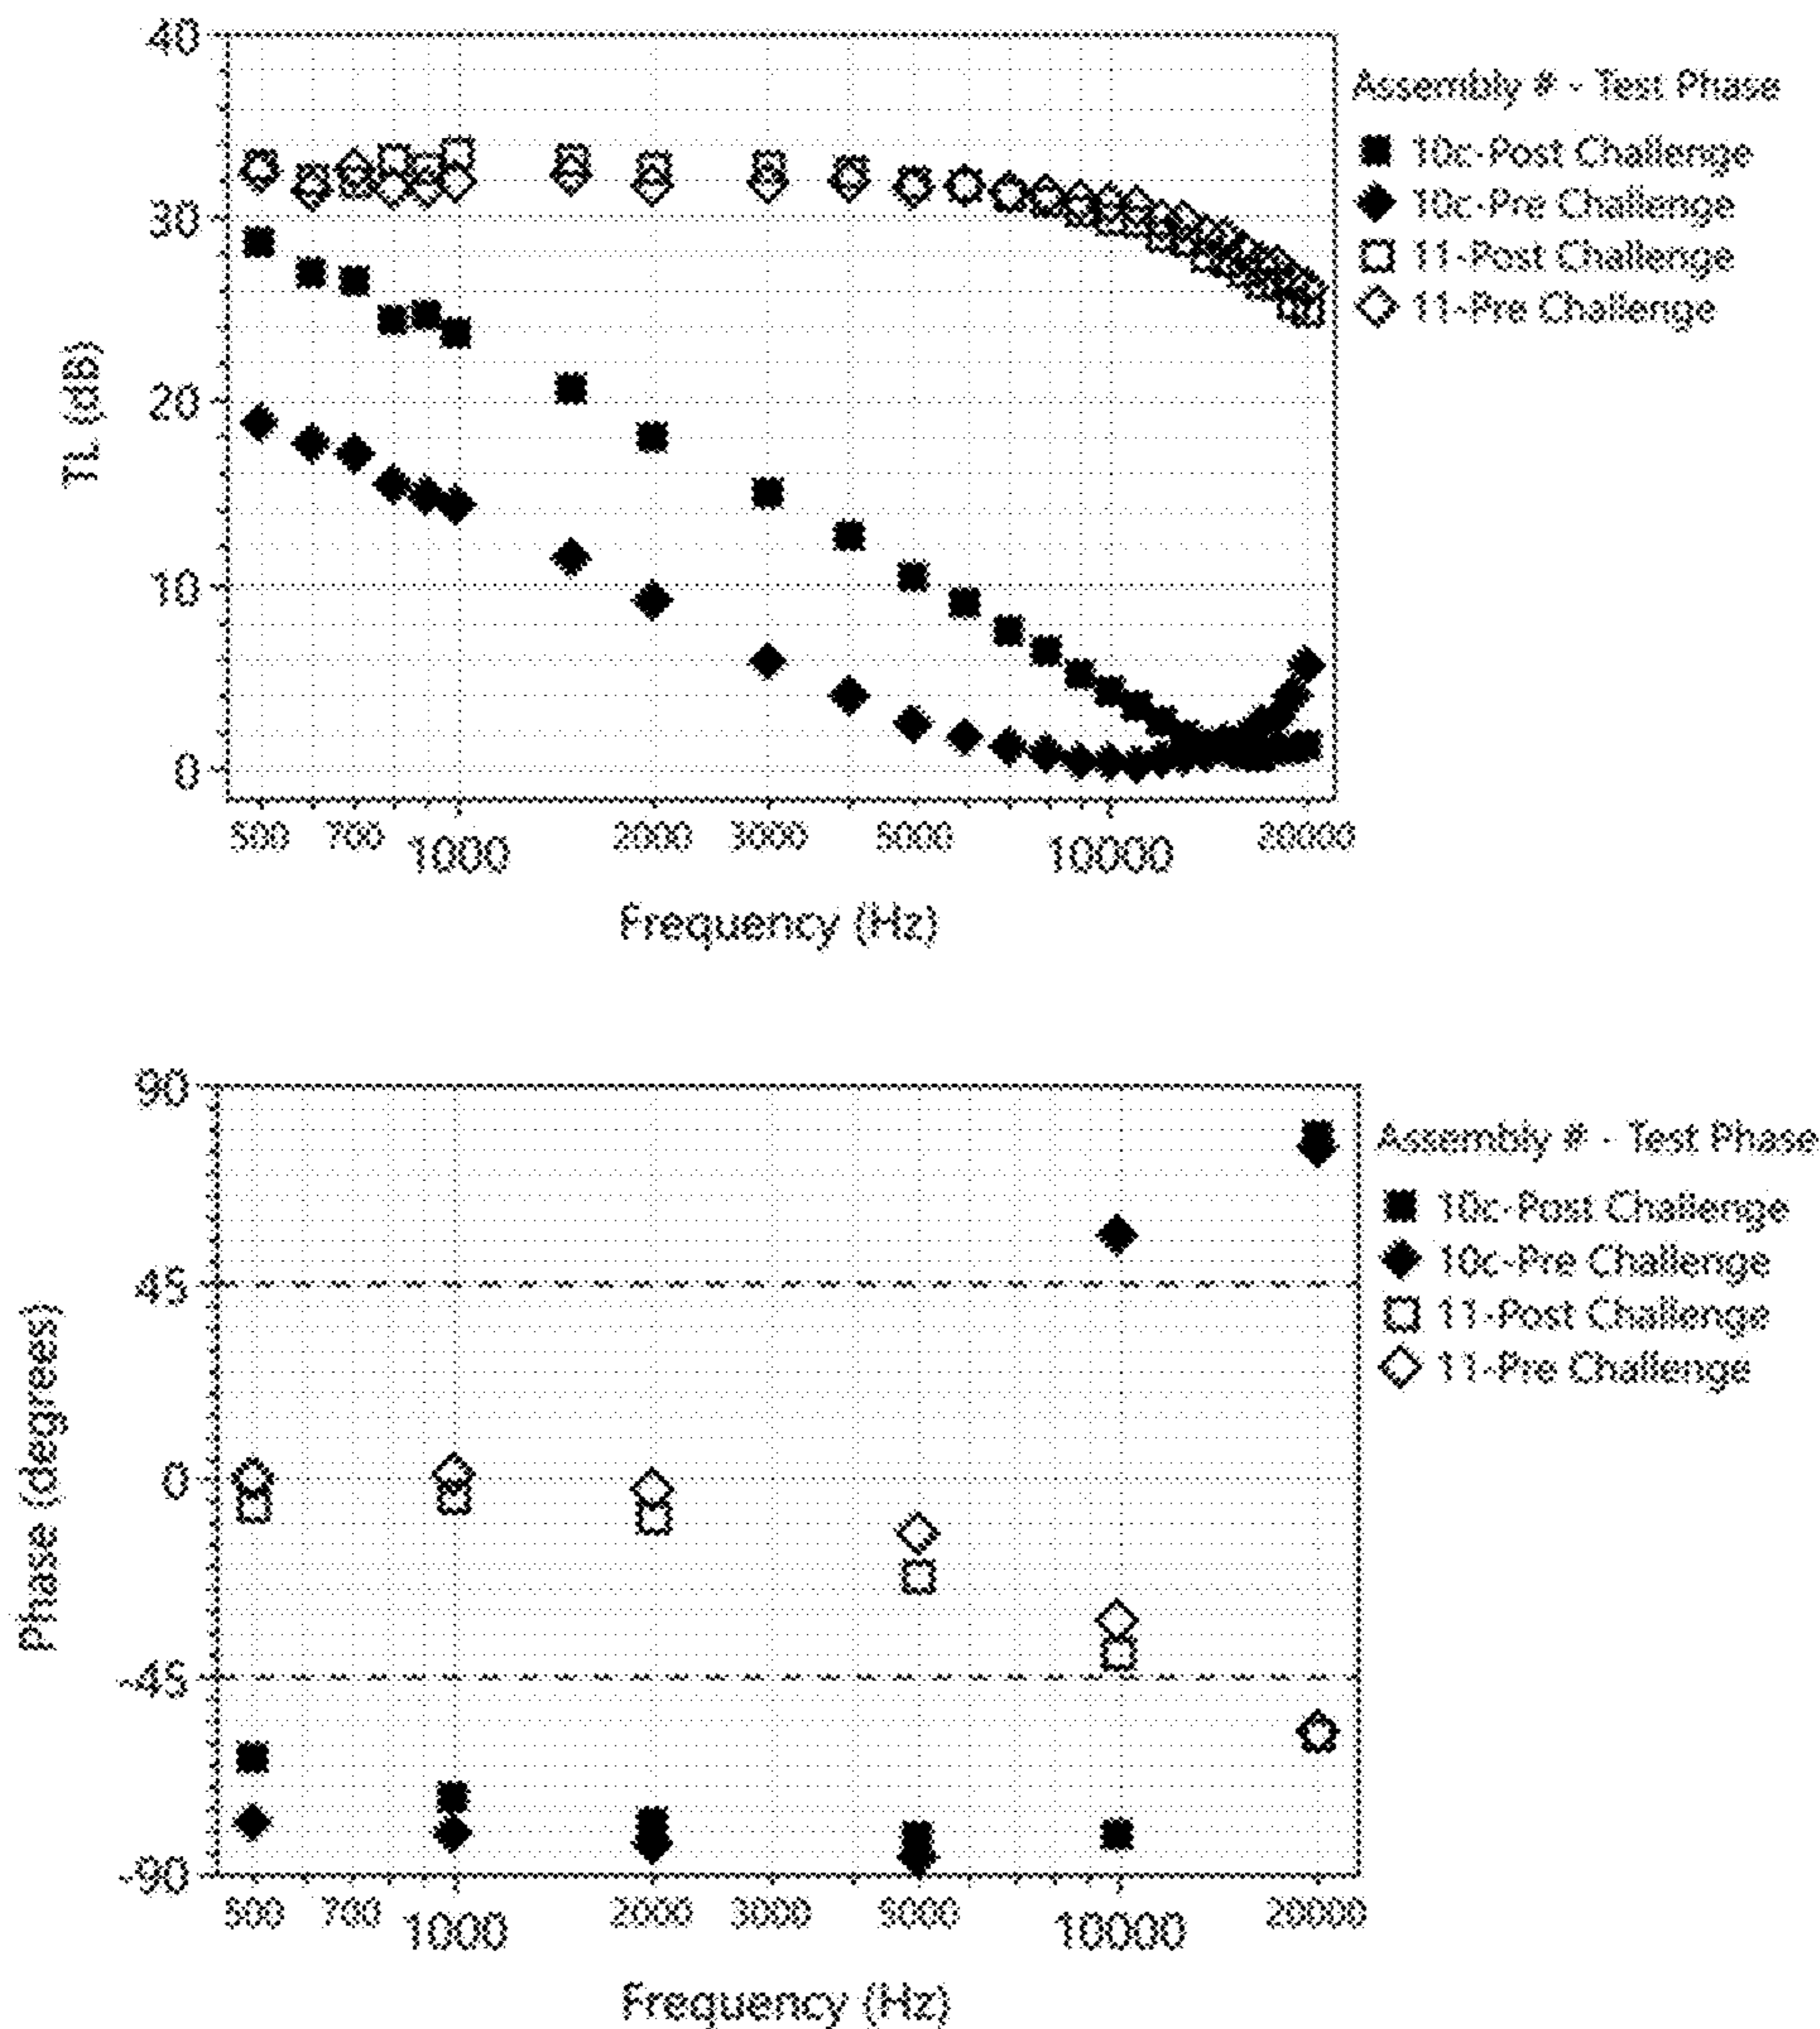 40
30
20
10
0
TL (dB)
500 700 1000 2000 3000 5000 10000 20000
Frequency (Hz)
Assembly # - Test Phase
10c-Post Challenge
10c-Pre Challenge
11-Post Challenge
11-Pre Challenge
90
45
0
-45
-90
Phase (degrees)
500 700 1000 2000 3000 5000 10000 20000
Frequency (Hz)
Assembly # - Test Phase
10c-Post Challenge
10c-Pre Challenge
11-Post Challenge
11-Pre Challenge